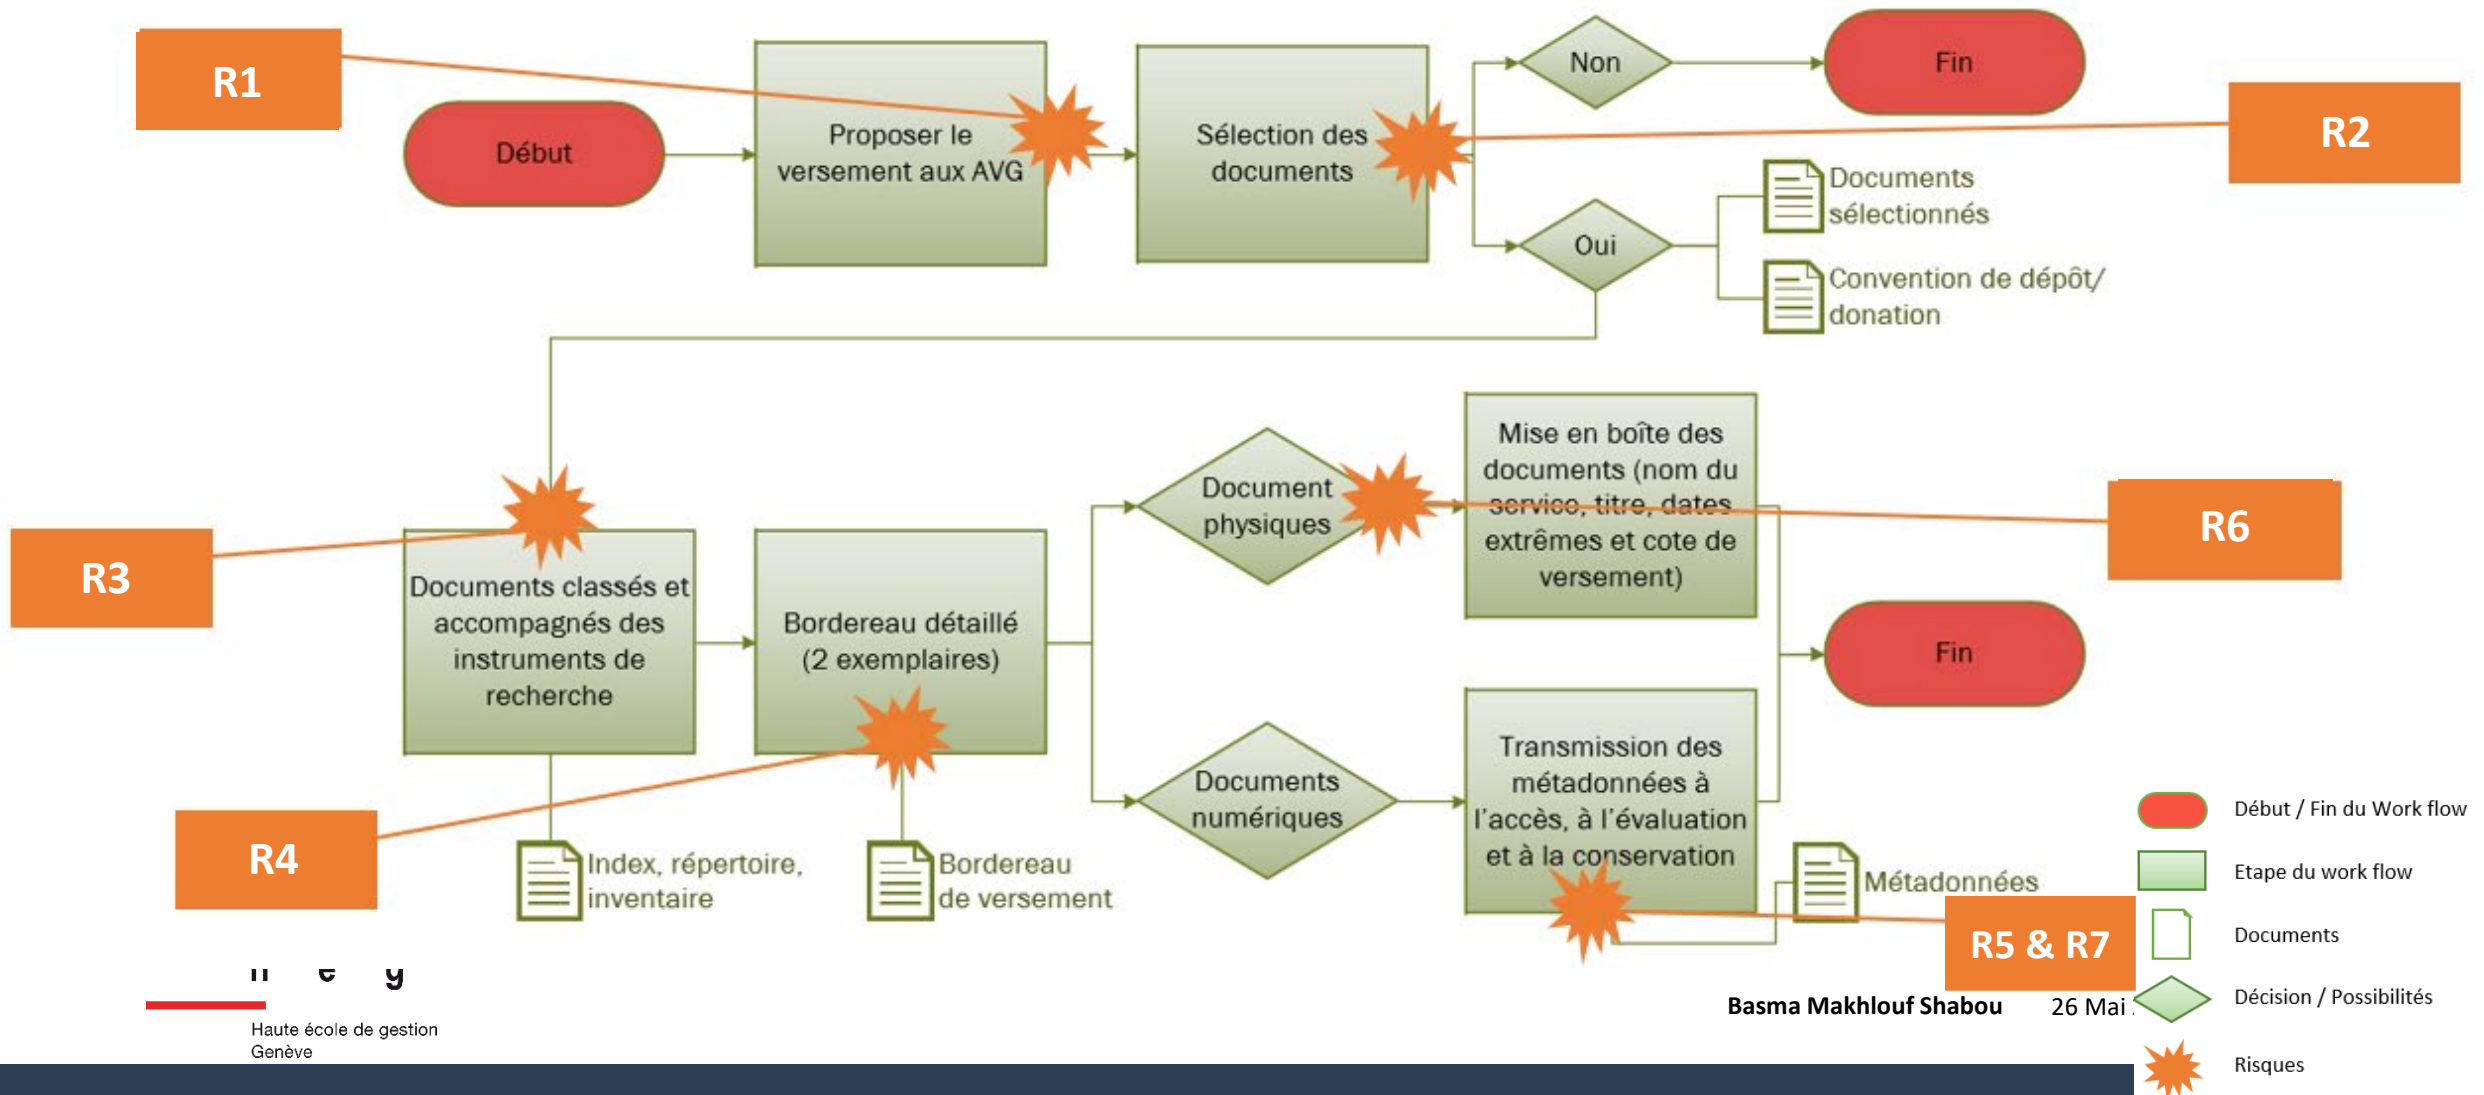 R1
Début
Proposer le
versement aux AVG
Sélection des
documents
Non
Fin
R2
Oui
Documents
sélectionnés
Convention de dépôt/
donation
R3
Documents classés et
accompagnés des
instruments de
recherche
Bordereau détaillé
(2 exemplaires)
Document
physiques
Mise en boîte des
documents (nom du
service, titre, dates
extrêmes et cote de
versement)
R6
Fin
Documents
numériques
Transmission des
métadonnées à
l'accès, à l'évaluation
et à la conservation
R4
Index, répertoire,
inventaire
Bordereau
de versement
Métadonnées
R5 & R7
Début / Fin du Work flow
Etape du work flow
Documents
Décision / Possibilités
Risques
h e g
Haute école de gestion
Genève
Basma Makhlouf Shabou 26 Mai